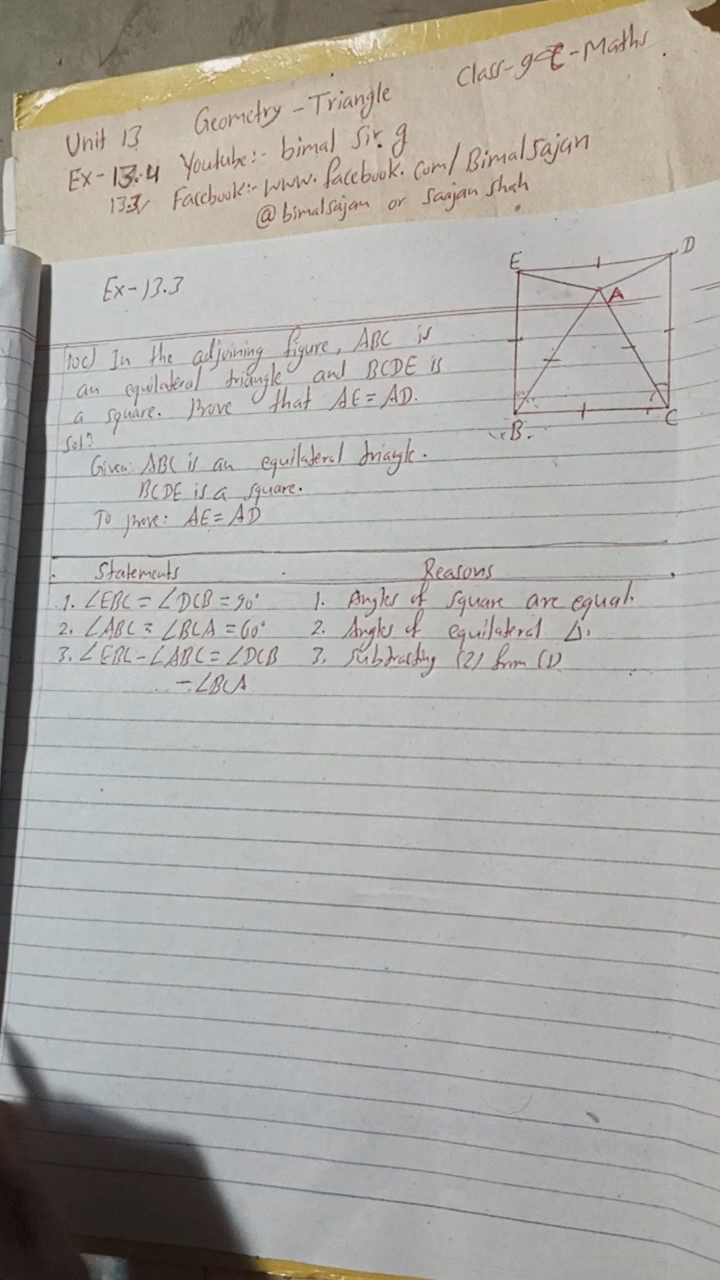 Unit 13 Geometry - Triangle Class-9 - Maths
Ex-13.4 Youtube:- bimal sir g
13.3 Facebook:- www.facebook.com/Bimalsajan
@bimalsajan or saajan shah
Ex-13.3
10c) In the adjoining figure, ABC is
an equilateral triangle and BCDE is
a square. Prove that AE = AD.
Solⁿ
Given: ABC is an equilateral triangle.
BCDE is a square.
To prove: AE = AD
E
D
A
B
C
Statements Reasons
1. ∠EBC = ∠DCB = 90° 1. Angles of square are equal.
2. ∠ABC = ∠BCA = 60° 2. Angles of equilateral Δ.
3. ∠EBC - ∠ABC = ∠DCB 3. Subtracting (2) from (1)
- ∠BCA